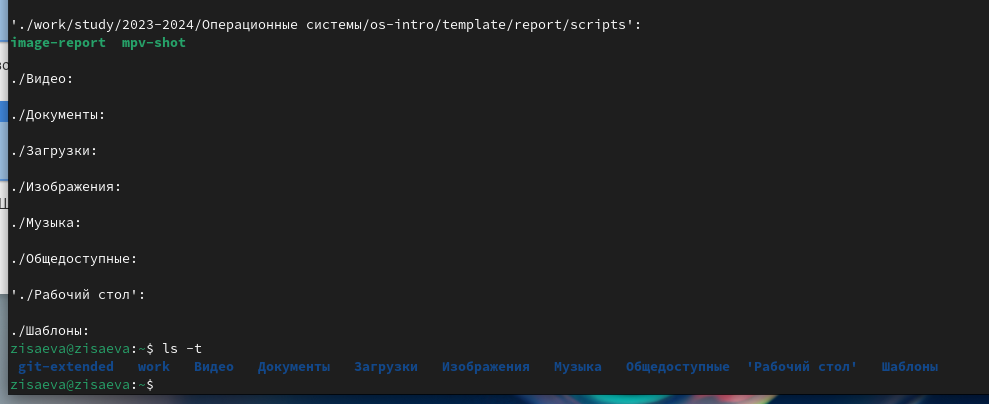 './work/study/2023-2024/Операционные системы/os-intro/template/report/scripts':
image-report  mpv-shot
./Видео:
./Документы:
./Загрузки:
./Изображения:
./Музыка:
./Общедоступные:
'./Рабочий стол':
./Шаблоны:
zisaeva@zisaeva:~$ ls -t
git-extended  work  Видео  Документы  Загрузки  Изображения  Музыка  Общедоступные  'Рабочий стол'  Шаблоны
zisaeva@zisaeva:~$